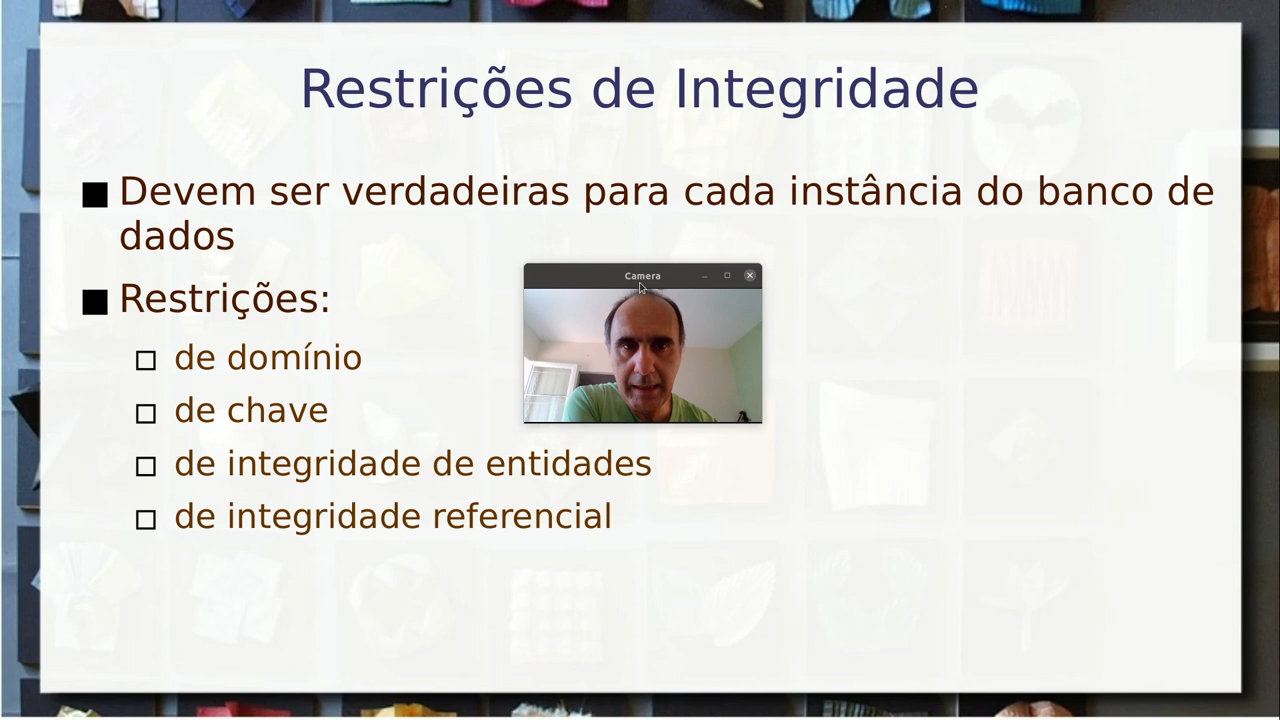 Restrições de Integridade
Devem ser verdadeiras para cada instância do banco de
dados
Restrições:
Camera
de domínio
de chave
de integridade de entidades
de integridade referencial